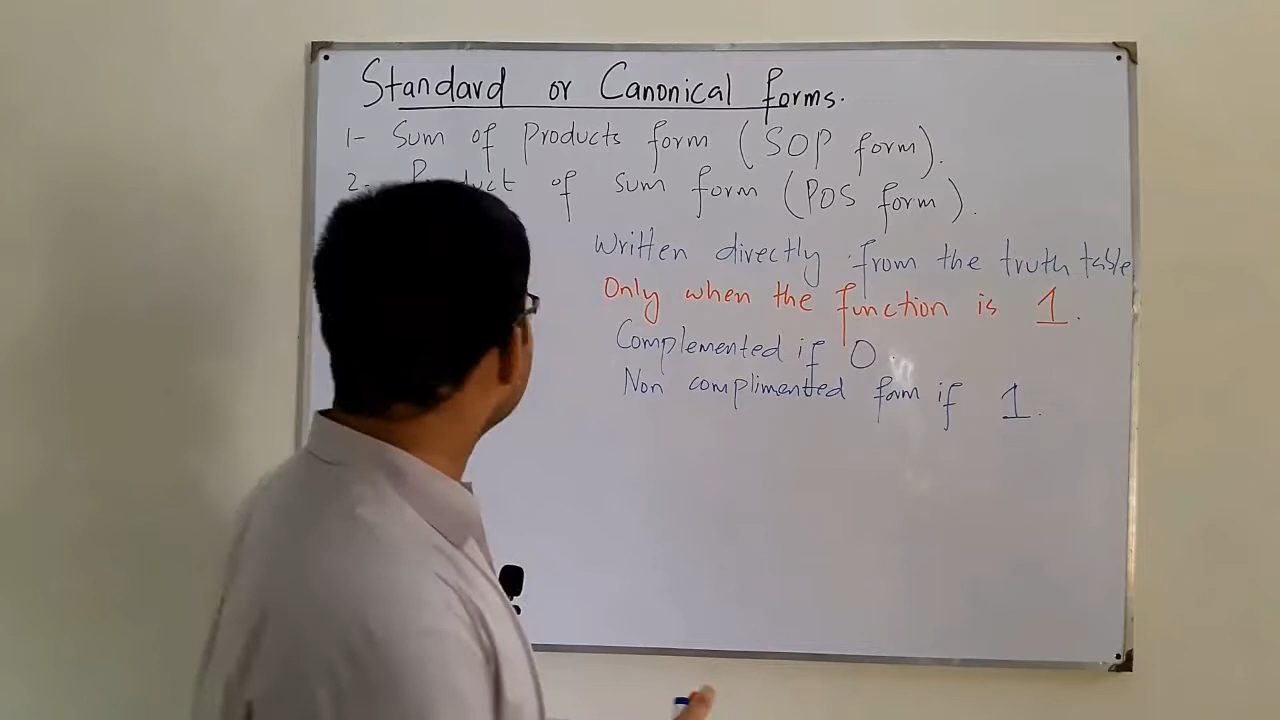 Standard or Canonical forms.
1- Sum of Products form (SOP form).
2- Product of sum form (POS form).
Written directly from the truth table
Only when the function is 1.
Complemented if 0.
Non complimented form if 1.